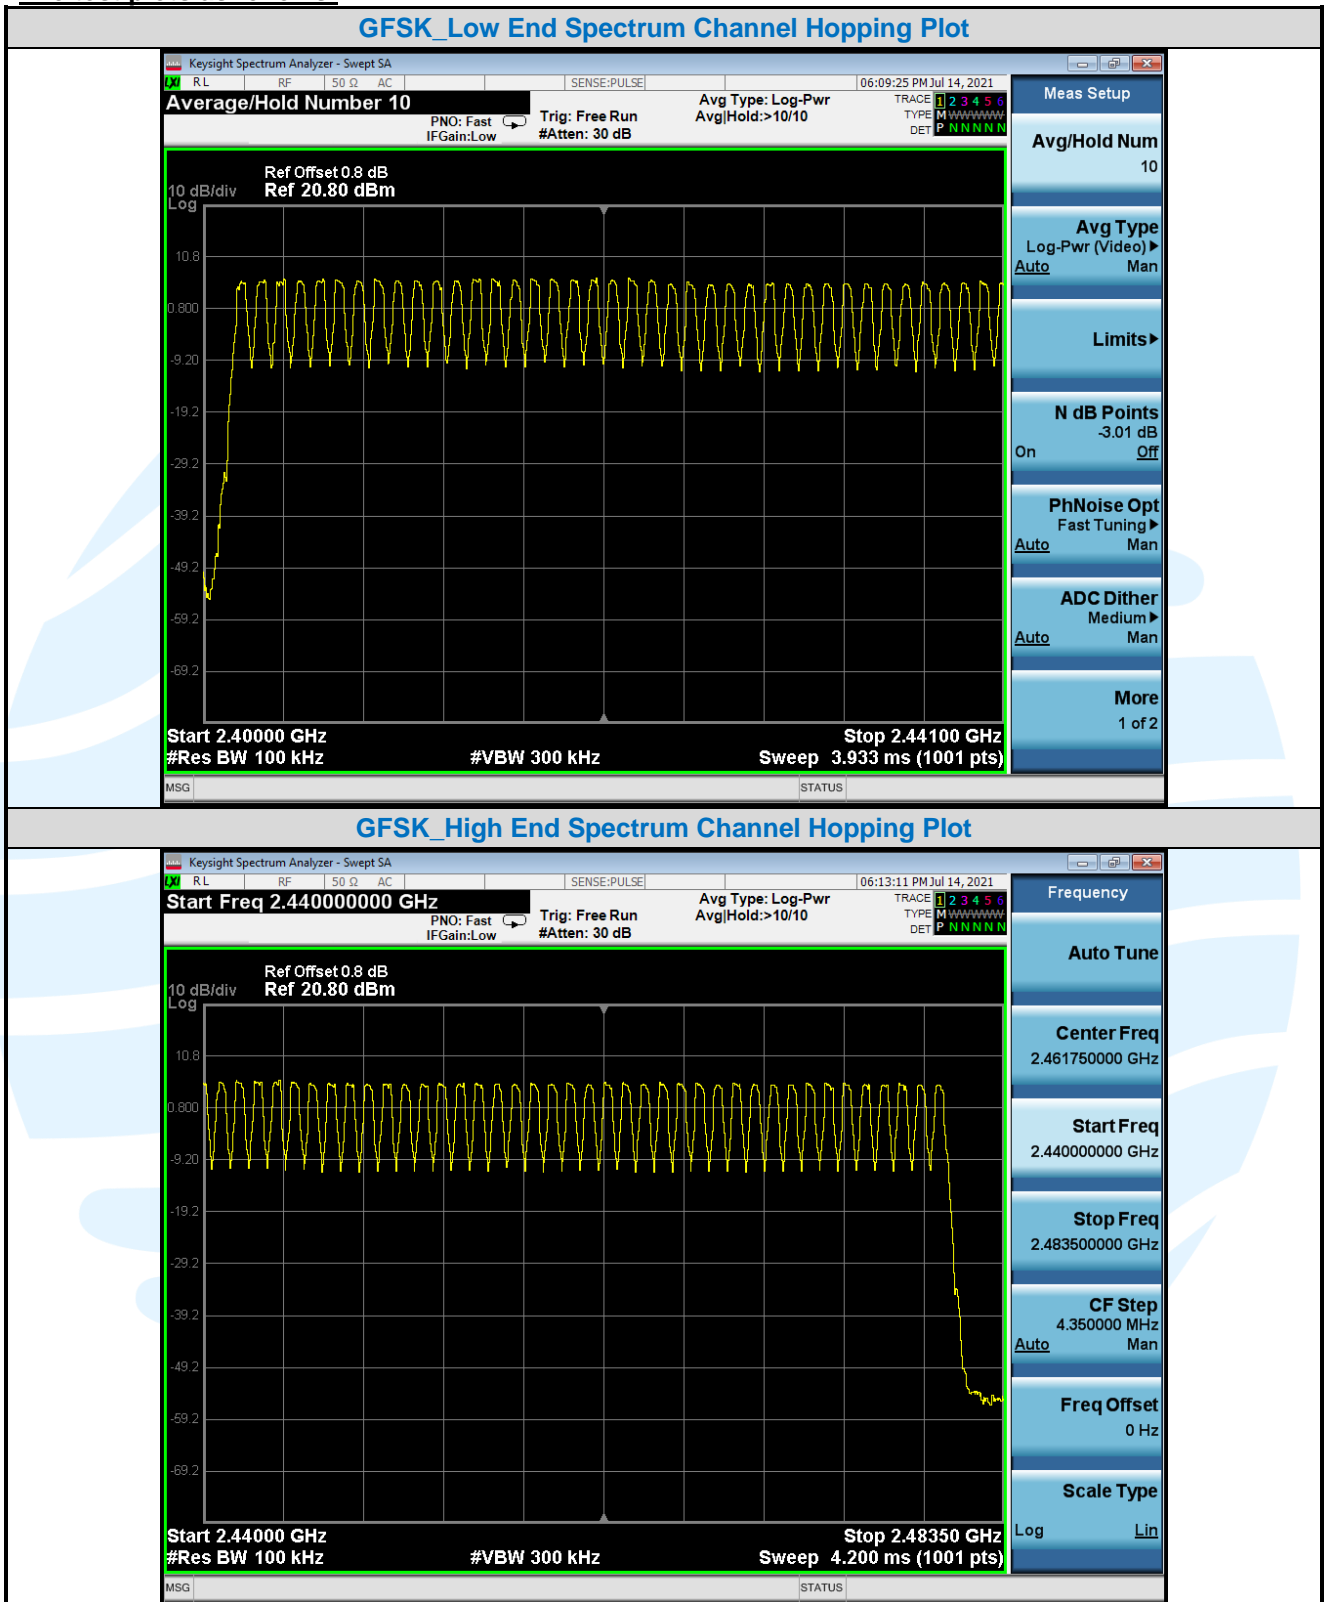 GFSK_Low End Spectrum Channel Hopping Plot
Keysight Spectrum Analyzer - Swept SA
LXI RL RF 50 Ω AC SENSE:PULSE 06:09:25 PM Jul 14, 2021
Average/Hold Number 10
PNO: Fast
IFGain:Low
Trig: Free Run
#Atten: 30 dB
Avg Type: Log-Pwr
Avg|Hold:>10/10
TRACE 1 2 3 4 5 6
TYPE M WWWWW
DET P N N N N N
Ref Offset 0.8 dB
10 dB/div Ref 20.80 dBm
Log
10.8
0.800
-9.20
-19.2
-29.2
-39.2
-49.2
-59.2
-69.2
Start 2.40000 GHz Stop 2.44100 GHz
#Res BW 100 kHz #VBW 300 kHz Sweep 3.933 ms (1001 pts)
MSG STATUS
Meas Setup
Avg/Hold Num
10
Avg Type
Log-Pwr (Video)
Auto Man
Limits
N dB Points
-3.01 dB
On Off
PhNoise Opt
Fast Tuning
Auto Man
ADC Dither
Medium
Auto Man
More
1 of 2
GFSK_High End Spectrum Channel Hopping Plot
Keysight Spectrum Analyzer - Swept SA
LXI RL RF 50 Ω AC SENSE:PULSE 06:13:11 PM Jul 14, 2021
Start Freq 2.440000000 GHz
PNO: Fast
IFGain:Low
Trig: Free Run
#Atten: 30 dB
Avg Type: Log-Pwr
Avg|Hold:>10/10
TRACE 1 2 3 4 5 6
TYPE M WWWWW
DET P N N N N N
Ref Offset 0.8 dB
10 dB/div Ref 20.80 dBm
Log
10.8
0.800
-9.20
-19.2
-29.2
-39.2
-49.2
-59.2
-69.2
Start 2.44000 GHz Stop 2.48350 GHz
#Res BW 100 kHz #VBW 300 kHz Sweep 4.200 ms (1001 pts)
MSG STATUS
Frequency
Auto Tune
Center Freq
2.461750000 GHz
Start Freq
2.440000000 GHz
Stop Freq
2.483500000 GHz
CF Step
4.350000 MHz
Auto Man
Freq Offset
0 Hz
Scale Type
Log Lin